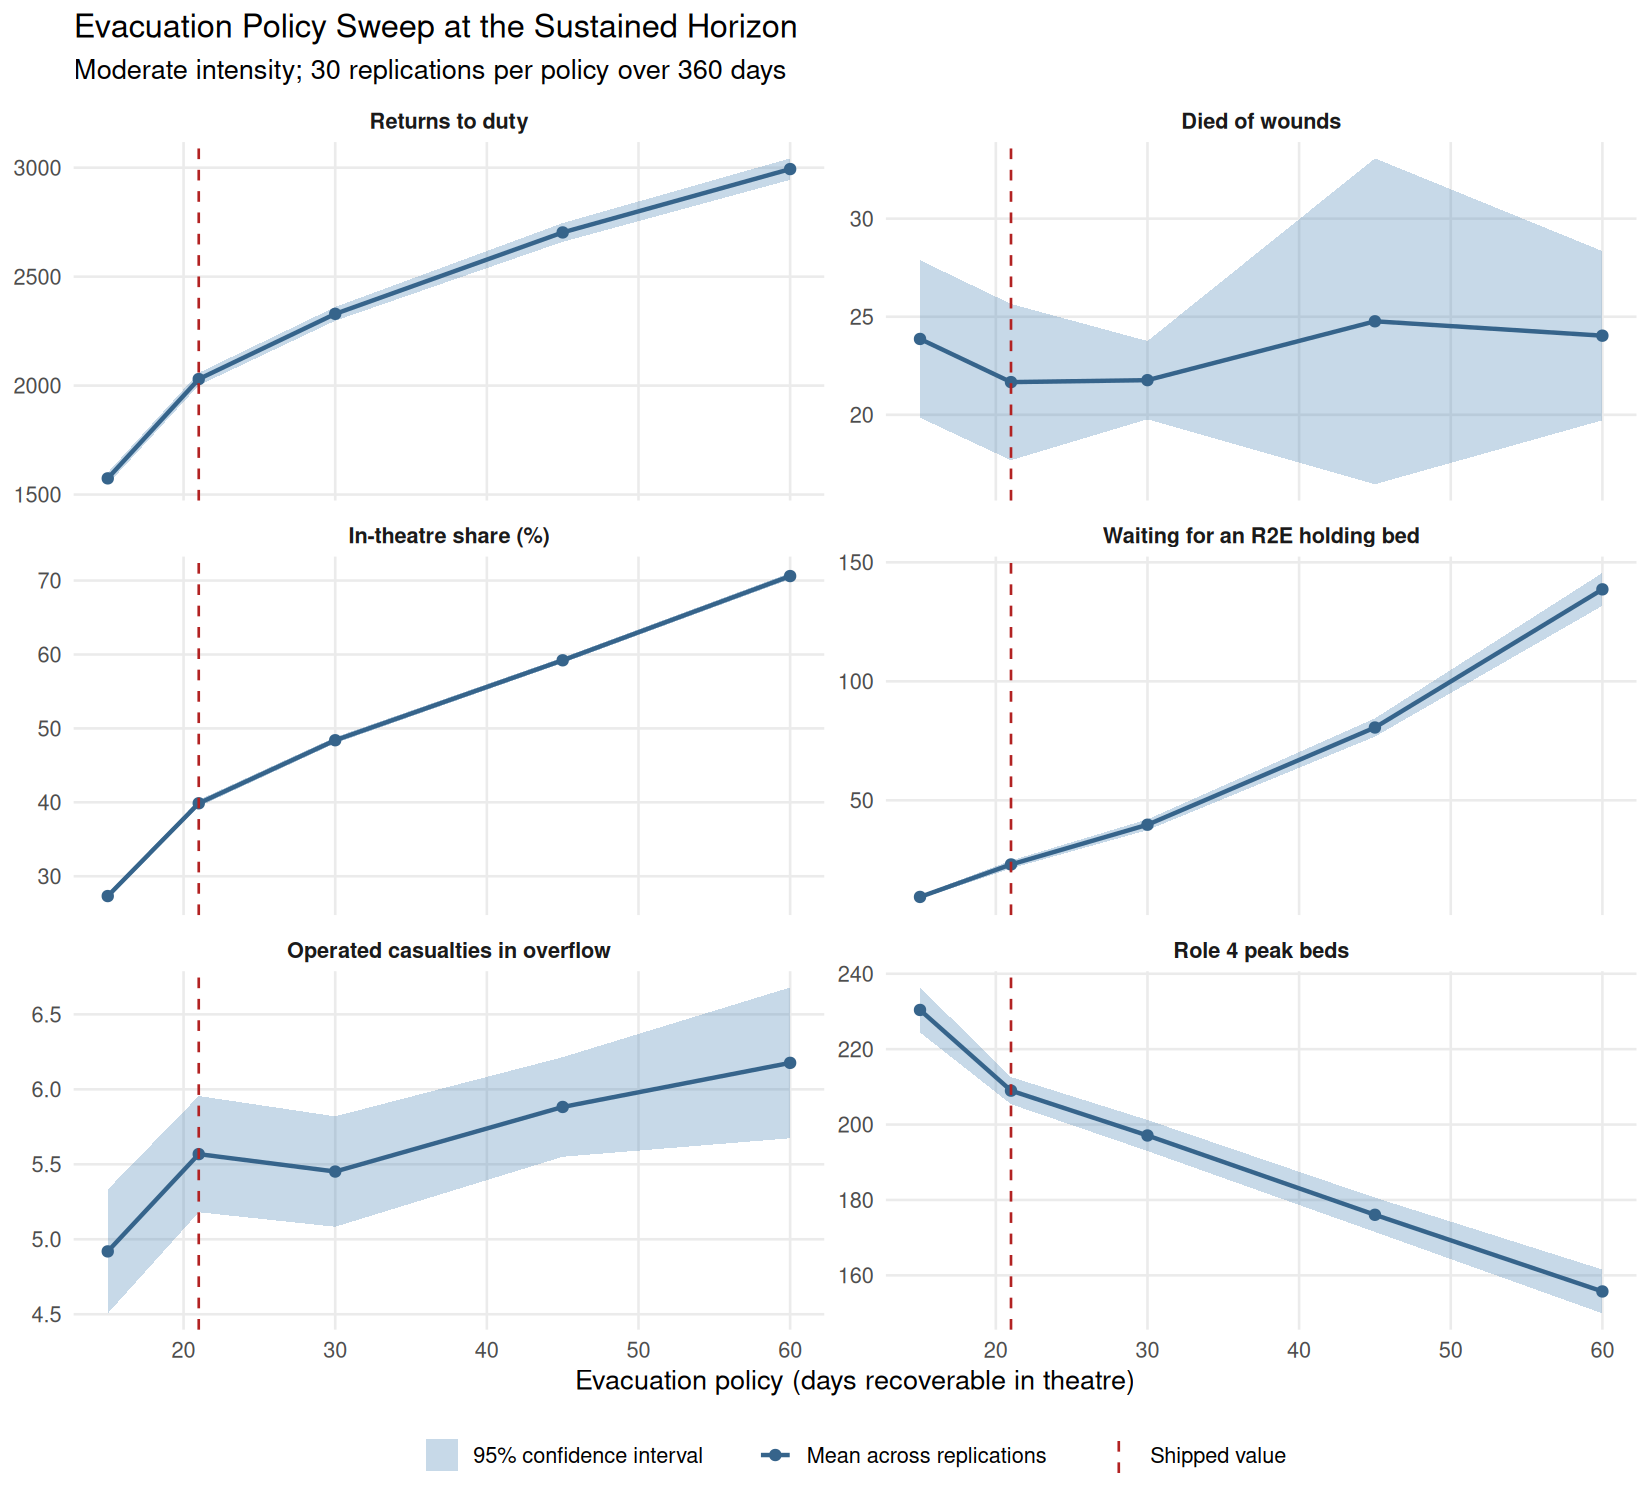 Evacuation Policy Sweep at the Sustained Horizon
Moderate intensity; 30 replications per policy over 360 days
Returns to duty
3000
2500
2000
1500
Died of wounds
30
25
20
In-theatre share (%)
70
60
50
40
30
Waiting for an R2E holding bed
150
100
50
Operated casualties in overflow
6.5
6.0
5.5
5.0
4.5
20 30 40 50 60
Role 4 peak beds
240
220
200
180
160
20 30 40 50 60
Evacuation policy (days recoverable in theatre)
95% confidence interval Mean across replications Shipped value